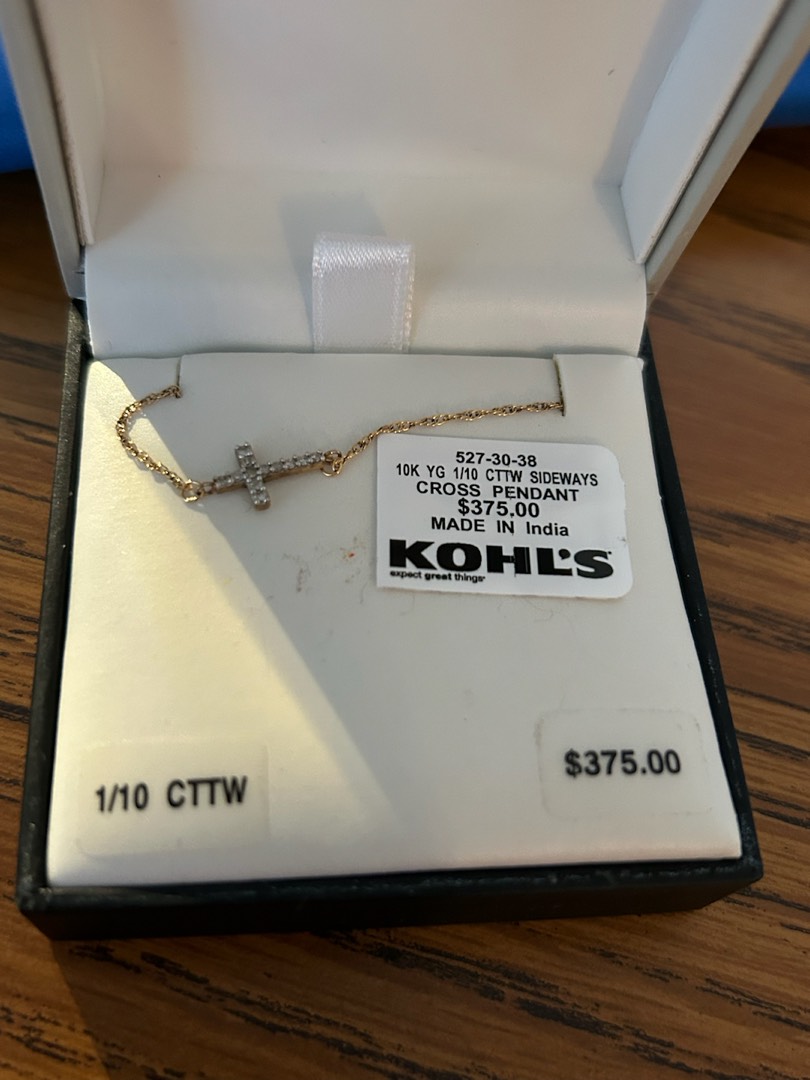 527-30-38
10K YG 1/10 CTTW SIDEWAYS
CROSS PENDANT
$375.00
MADE IN India
KOHL'S
expect great things
1/10 CTTW
$375.00